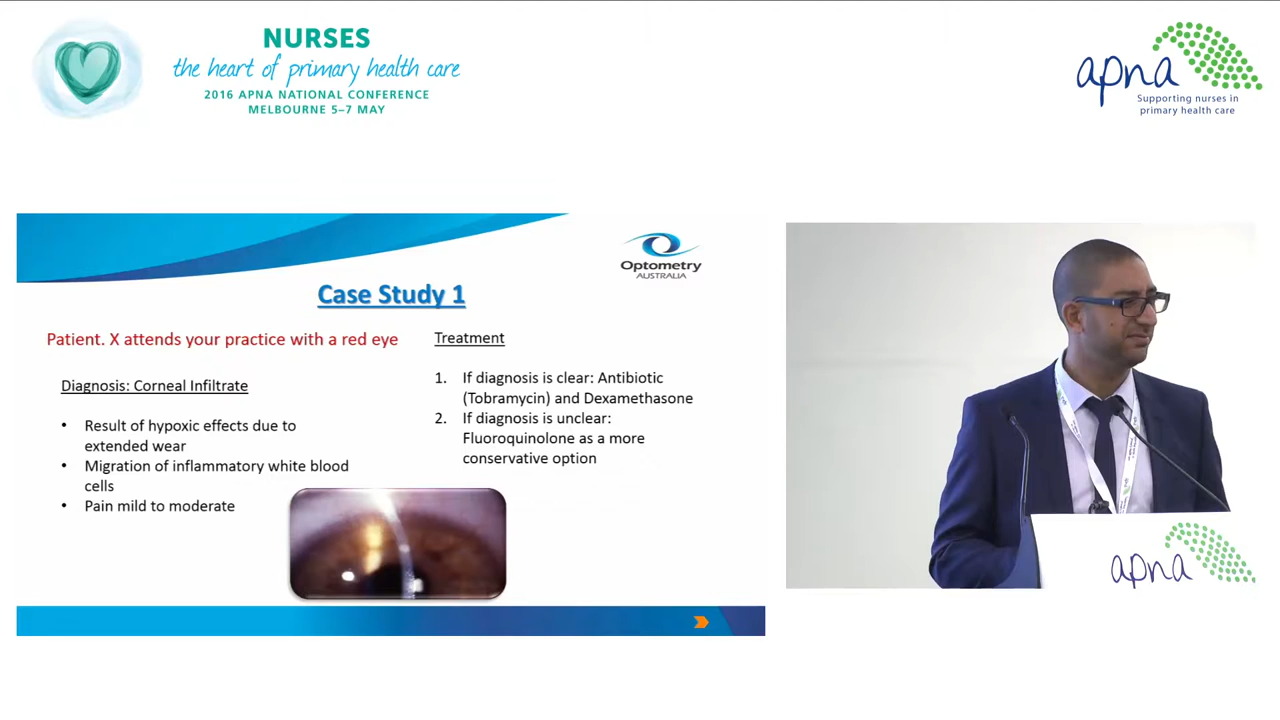 NURSES
the heart of primary health care
2016 APNA NATIONAL CONFERENCE
MELBOURNE 5–7 MAY
apna
Supporting nurses in
primary health care
Optometry
AUSTRALIA
Case Study 1
Patient. X attends your practice with a red eye
Diagnosis: Corneal Infiltrate
• Result of hypoxic effects due to
extended wear
• Migration of inflammatory white blood
cells
• Pain mild to moderate
Treatment
1. If diagnosis is clear: Antibiotic
(Tobramycin) and Dexamethasone
2. If diagnosis is unclear:
Fluoroquinolone as a more
conservative option
apna